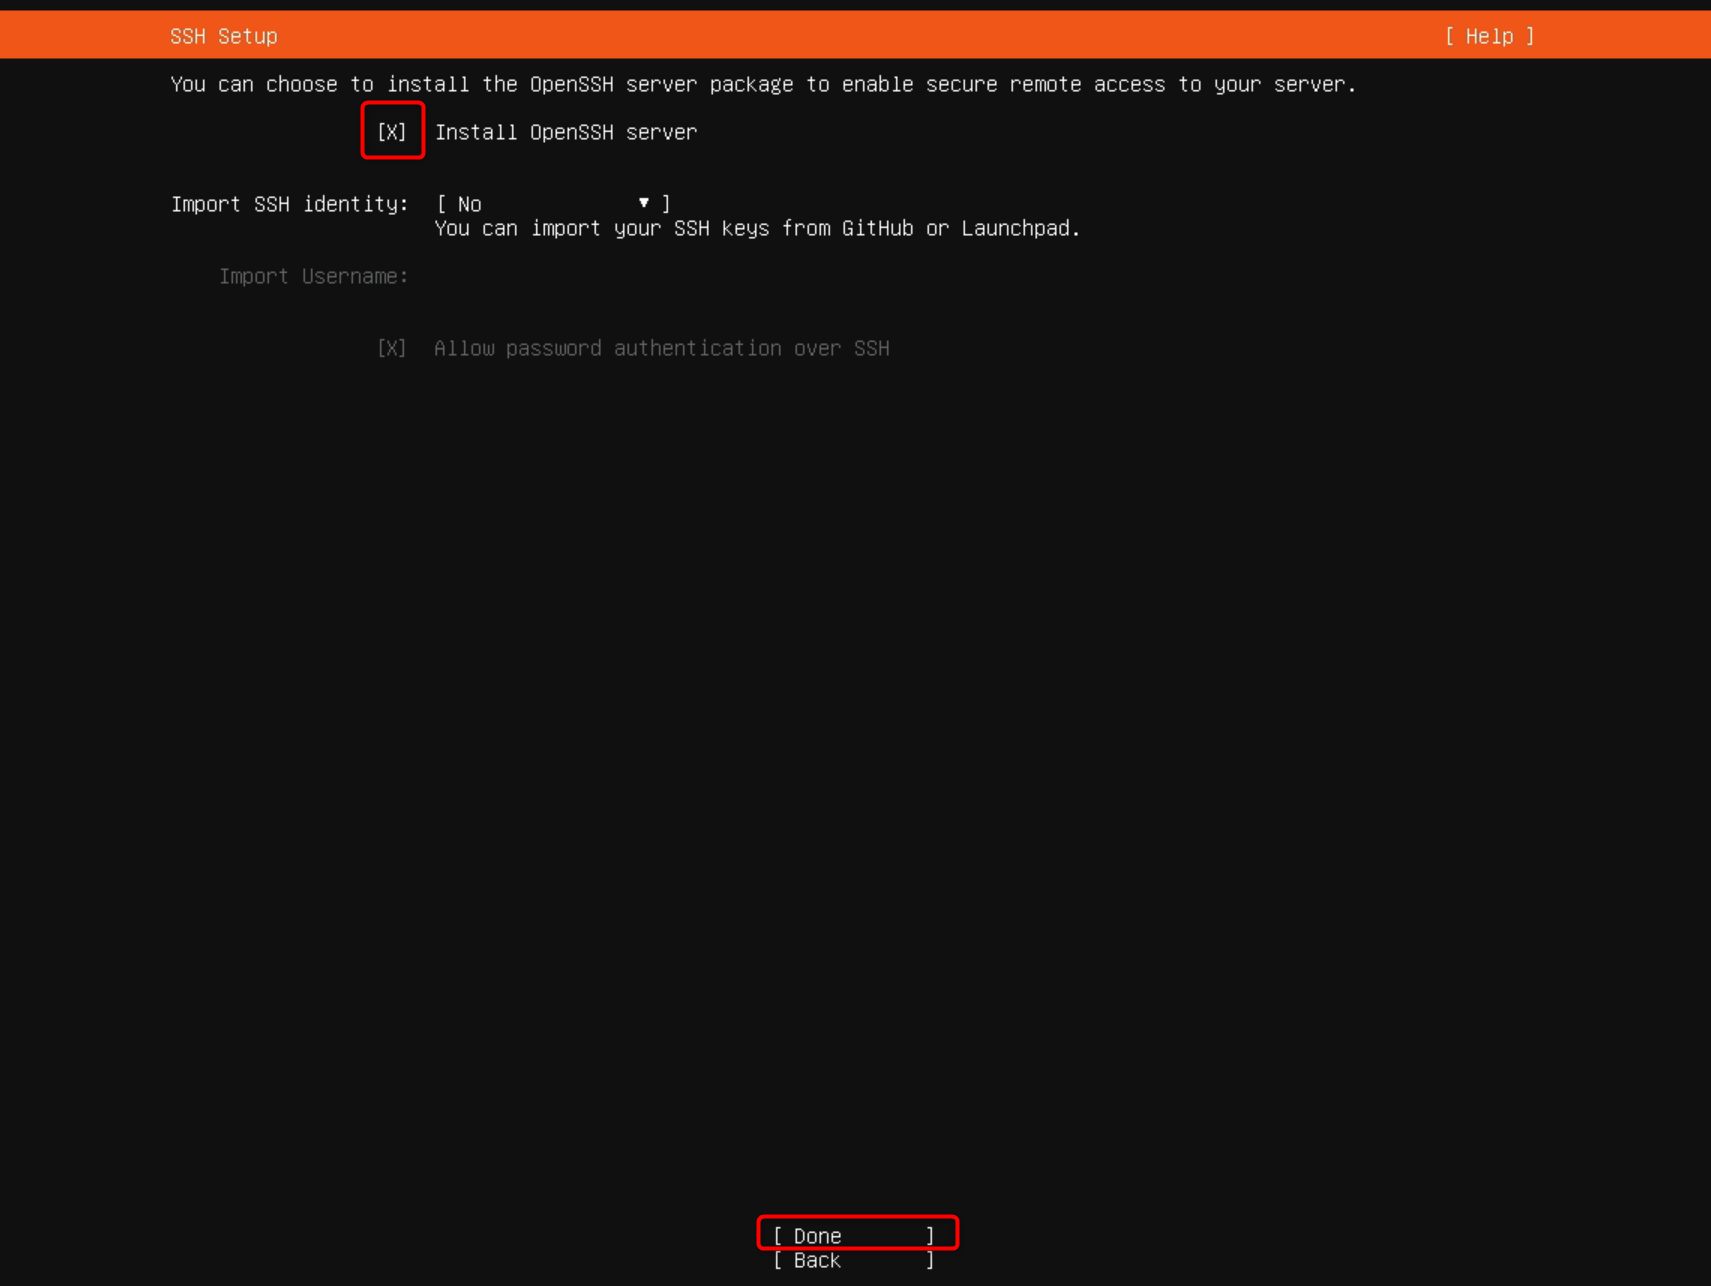 SSH Setup [ Help ]
You can choose to install the OpenSSH server package to enable secure remote access to your server.
[X] Install OpenSSH server
Import SSH identity: [ No ▾ ]
You can import your SSH keys from GitHub or Launchpad.
Import Username:
[X] Allow password authentication over SSH
[ Done ]
[ Back ]